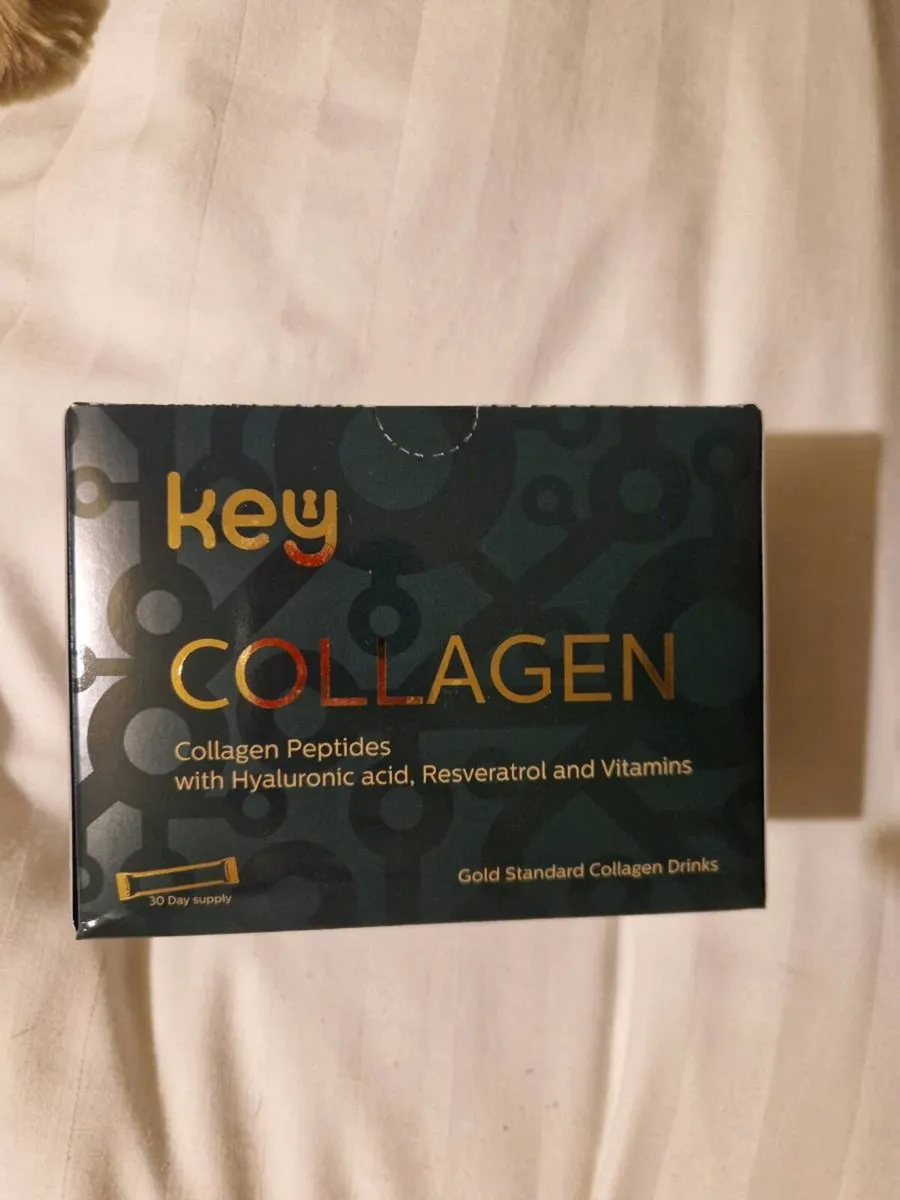 key
COLLAGEN
Collagen Peptides
with Hyaluronic acid, Resveratrol and Vitamins
30 Day supply
Gold Standard Collagen Drinks